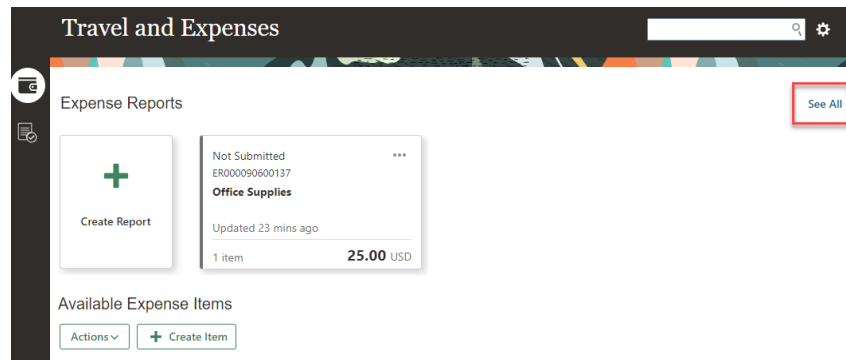 Travel and Expenses
Expense Reports
See All
Create Report
Not Submitted
ER000090600137
Office Supplies
Updated 23 mins ago
1 item 25.00 USD
Available Expense Items
Actions
Create Item